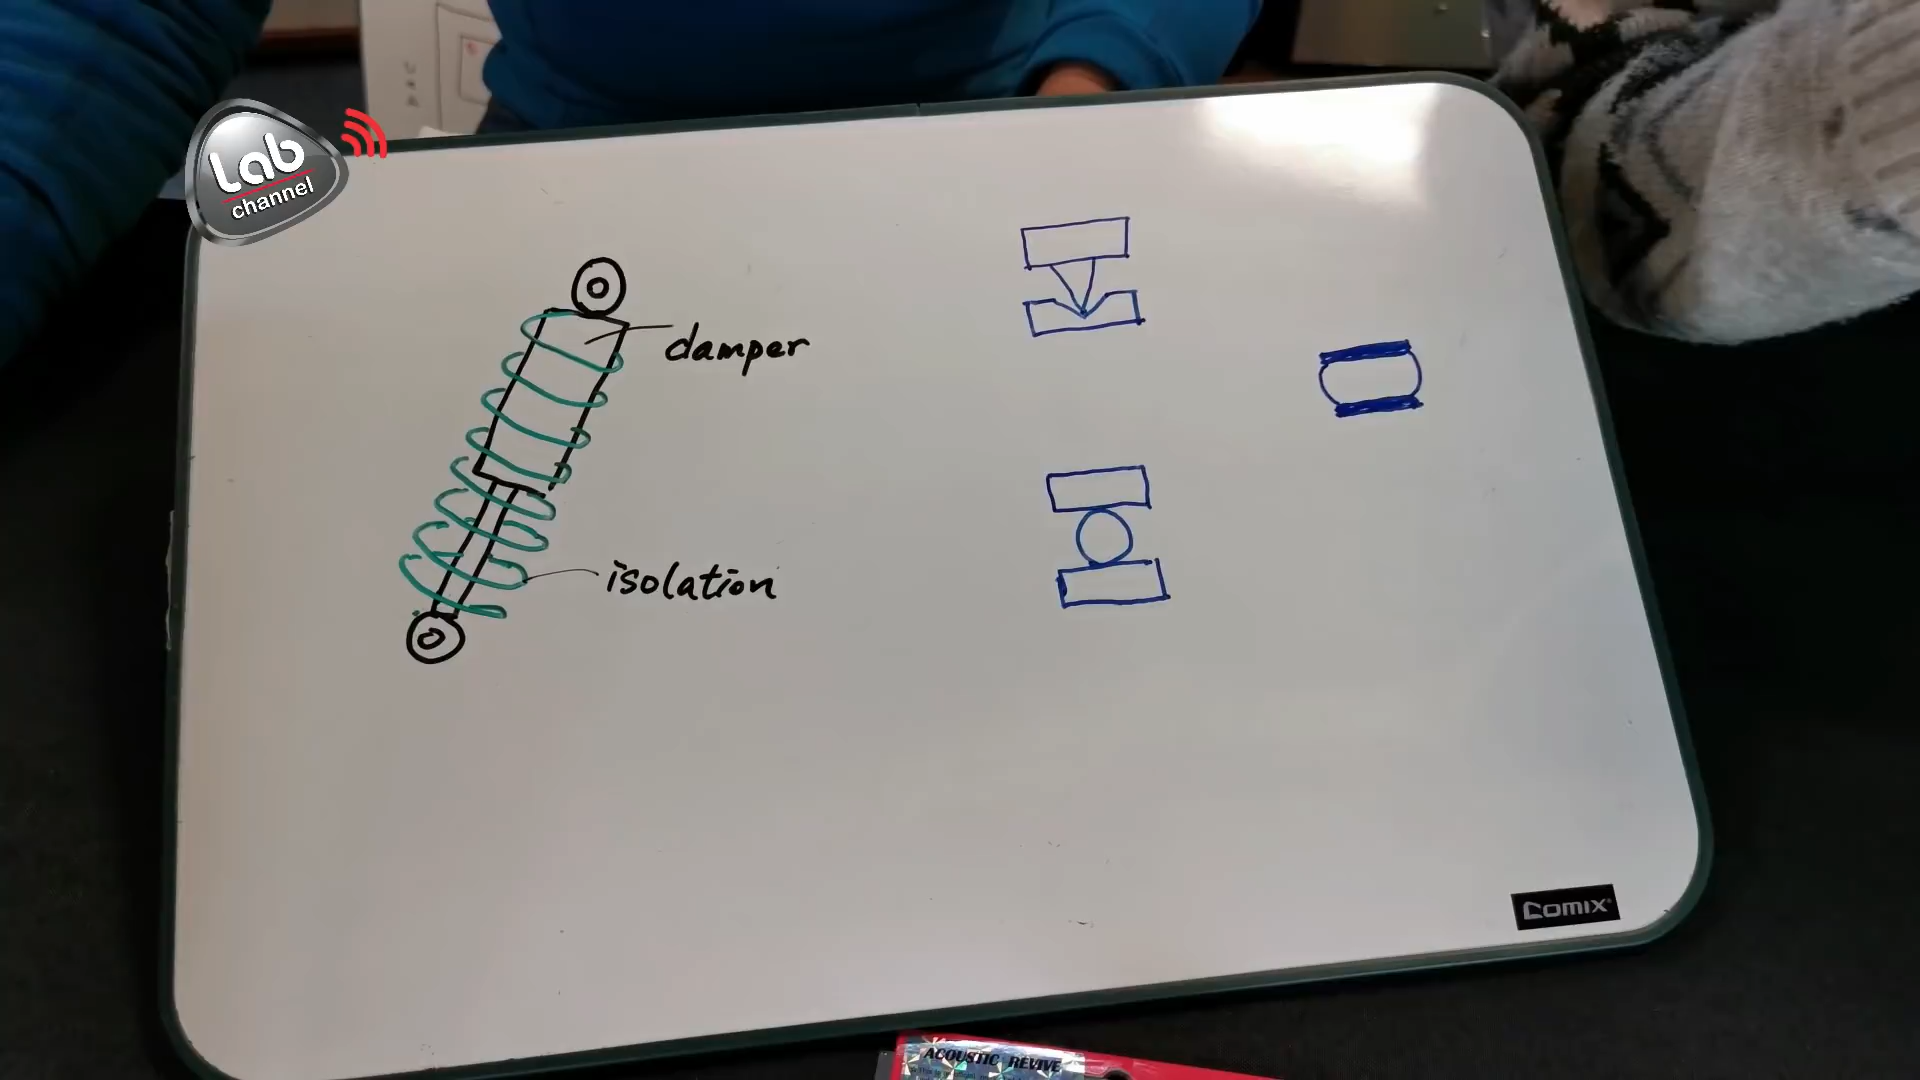 Lab
channel
damper
isolation
COMIX
ACOUSTIC REVIVE